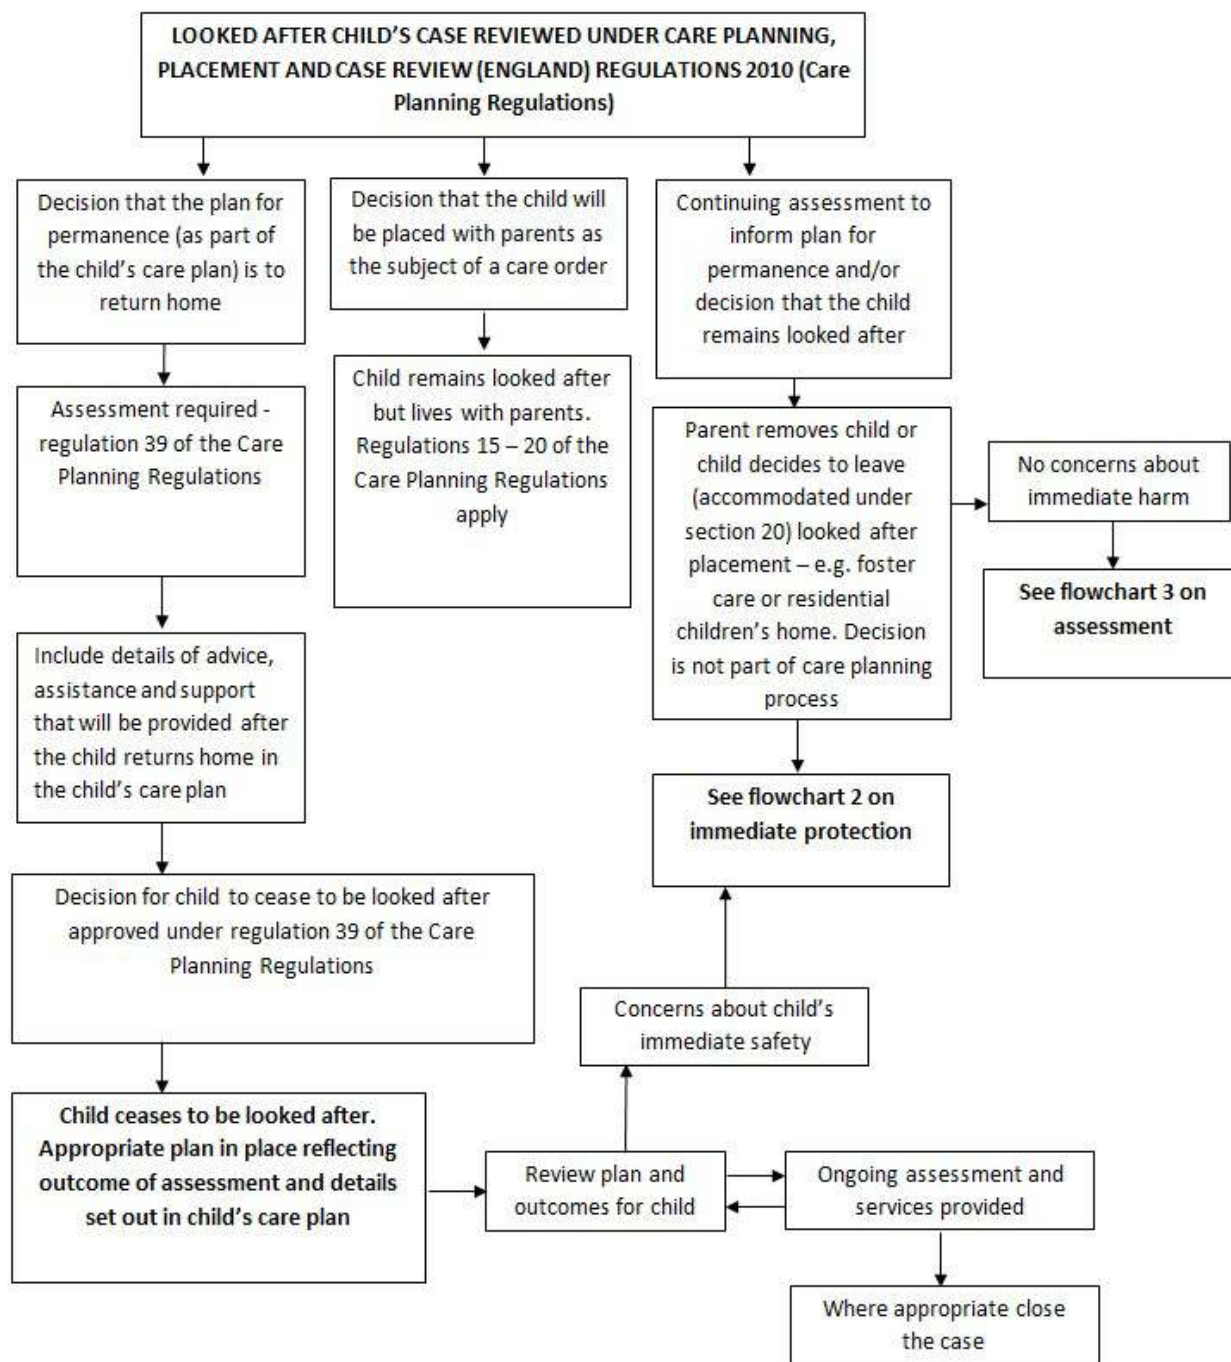 LOOKED AFTER CHILD’S CASE REVIEWED UNDER CARE PLANNING,
PLACEMENT AND CASE REVIEW (ENGLAND) REGULATIONS 2010 (Care
Planning Regulations)
Decision that the plan for
permanence (as part of
the child’s care plan) is to
return home
Assessment required -
regulation 39 of the Care
Planning Regulations
Include details of advice,
assistance and support
that will be provided after
the child returns home in
the child’s care plan
Decision for child to cease to be looked after
approved under regulation 39 of the Care
Planning Regulations
Child ceases to be looked after.
Appropriate plan in place reflecting
outcome of assessment and details
set out in child’s care plan
Decision that the child will
be placed with parents as
the subject of a care order
Child remains looked after
but lives with parents.
Regulations 15 – 20 of the
Care Planning Regulations
apply
Continuing assessment to
inform plan for
permanence and/or
decision that the child
remains looked after
Parent removes child or
child decides to leave
(accommodated under
section 20) looked after
placement – e.g. foster
care or residential
children’s home. Decision
is not part of care planning
process
No concerns about
immediate harm
See flowchart 3 on
assessment
See flowchart 2 on
immediate protection
Concerns about child’s
immediate safety
Review plan and
outcomes for child
Ongoing assessment and
services provided
Where appropriate close
the case